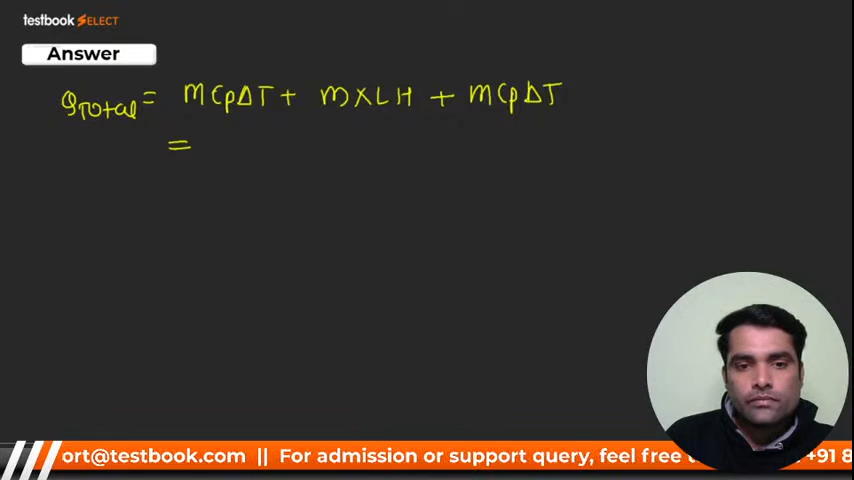 testbook SELECT
Answer
QTotal = mCpΔT + m×LH + mCpΔT
=
ort@testbook.com || For admission or support query, feel free t +91 8